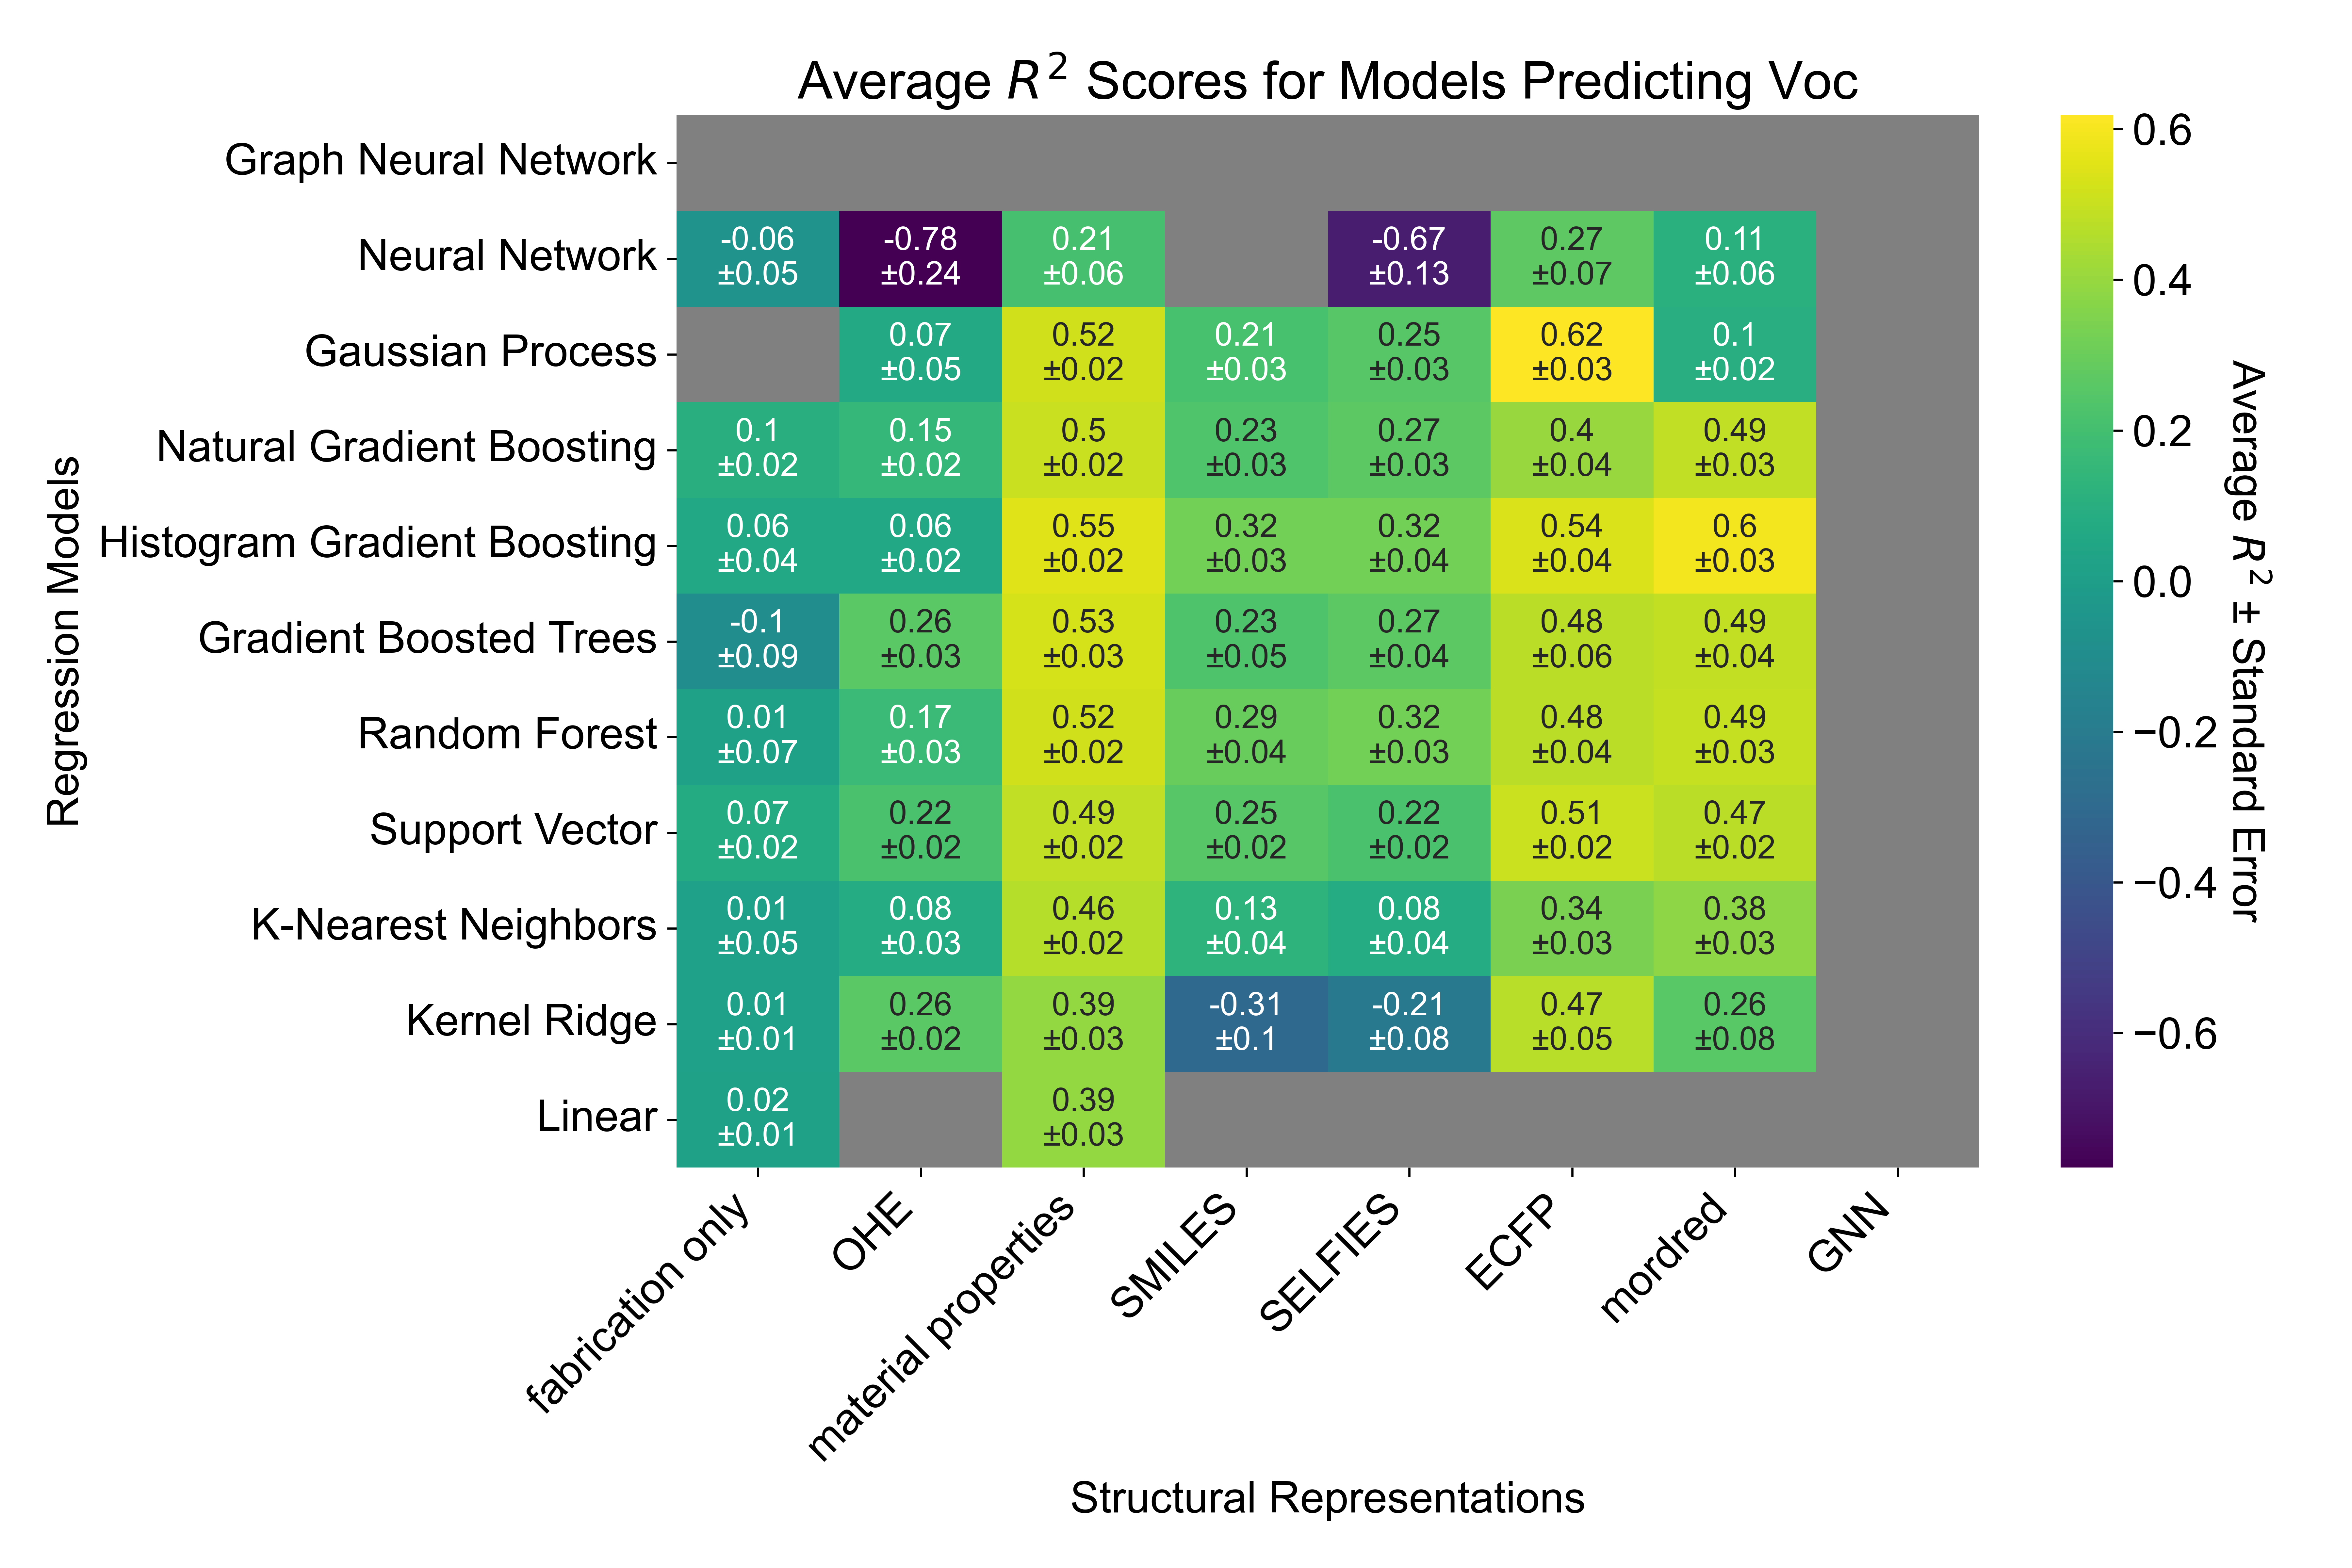 Average R² Scores for Models Predicting Voc
Regression Models
Graph Neural Network
Neural Network
-0.06 -0.78 0.21 -0.67 0.27 0.11
±0.05 ±0.24 ±0.06 ±0.13 ±0.07 ±0.06
Gaussian Process
0.07 0.52 0.21 0.25 0.62 0.1
±0.05 ±0.02 ±0.03 ±0.03 ±0.03 ±0.02
Natural Gradient Boosting
0.1 0.15 0.5 0.23 0.27 0.4 0.49
±0.02 ±0.02 ±0.02 ±0.03 ±0.03 ±0.04 ±0.03
Histogram Gradient Boosting
0.06 0.06 0.55 0.32 0.32 0.54 0.6
±0.04 ±0.02 ±0.02 ±0.03 ±0.04 ±0.04 ±0.03
Gradient Boosted Trees
-0.1 0.26 0.53 0.23 0.27 0.48 0.49
±0.09 ±0.03 ±0.03 ±0.05 ±0.04 ±0.06 ±0.04
Random Forest
0.01 0.17 0.52 0.29 0.32 0.48 0.49
±0.07 ±0.03 ±0.02 ±0.04 ±0.03 ±0.04 ±0.03
Support Vector
0.07 0.22 0.49 0.25 0.22 0.51 0.47
±0.02 ±0.02 ±0.02 ±0.02 ±0.02 ±0.02 ±0.02
K-Nearest Neighbors
0.01 0.08 0.46 0.13 0.08 0.34 0.38
±0.05 ±0.03 ±0.02 ±0.04 ±0.04 ±0.03 ±0.03
Kernel Ridge
0.01 0.26 0.39 -0.31 -0.21 0.47 0.26
±0.01 ±0.02 ±0.03 ±0.1 ±0.08 ±0.05 ±0.08
Linear
0.02 0.39
±0.01 ±0.03
fabrication only
OHE
material properties
SMILES
SELFIES
ECFP
mordred
GNN
Structural Representations
0.6
0.4
0.2
0.0
−0.2
−0.4
−0.6
Average R² ± Standard Error